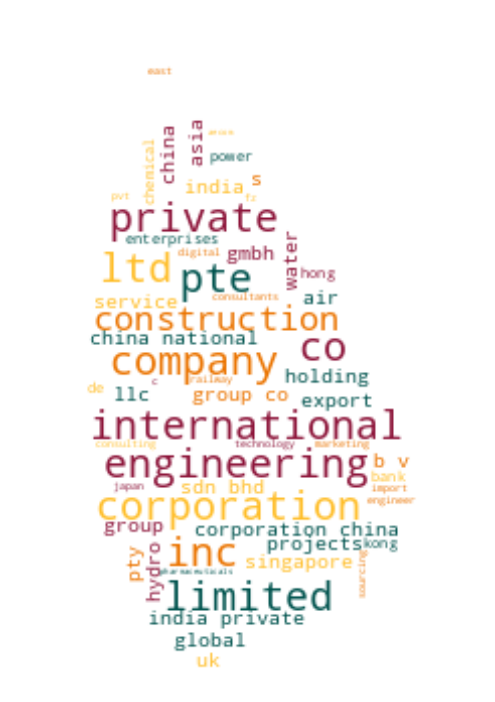 east
china
asia
chemical
power
india s
pvt
fr
private
enterprises
digital gmbh
water
hong
ltd pte
consultants
service air
construction
china national
co
company
railway
holding
de llc c
group co export
international
consulting technology marketing
engineering b v
bank
japan sdn bhd import
corporation engineer
group corporation china
projects kong
pty hydro inc singapore
sourcing
pharmaceuticals
limited
india private
global
uk